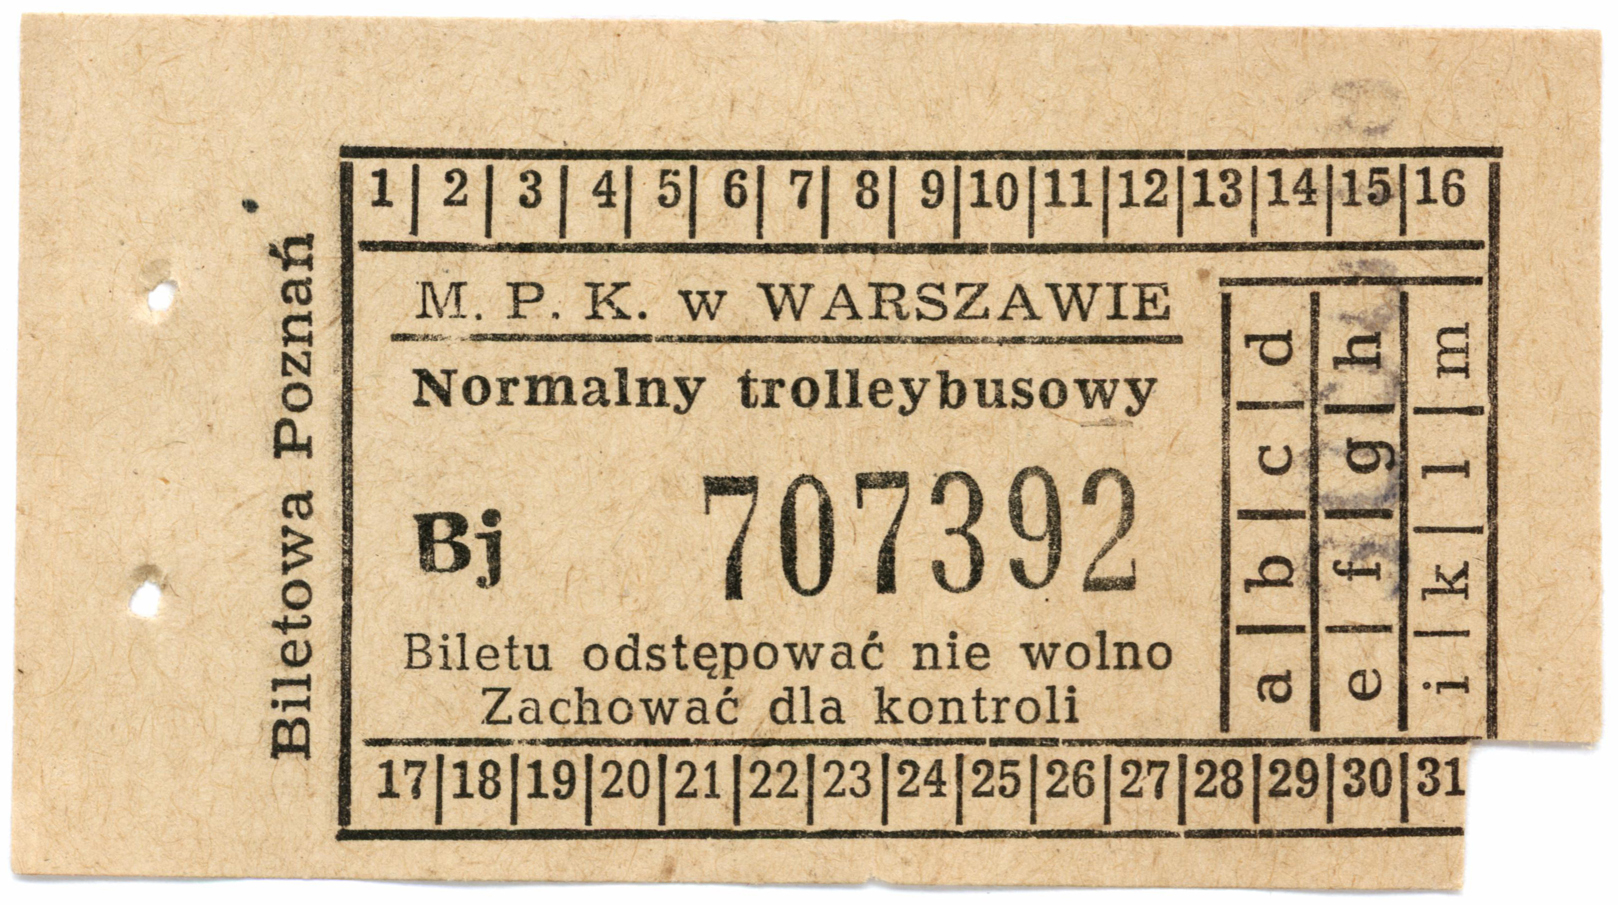 Biletowa Poznań
1 2 3 4 5 6 7 8 9 10 11 12 13 14 15 16
M. P. K. w WARSZAWIE
Normalny trolleybusowy
Bj 707392
Biletu odstępować nie wolno
Zachować dla kontroli
a b c d
e f g h
i k l m
17 18 19 20 21 22 23 24 25 26 27 28 29 30 31